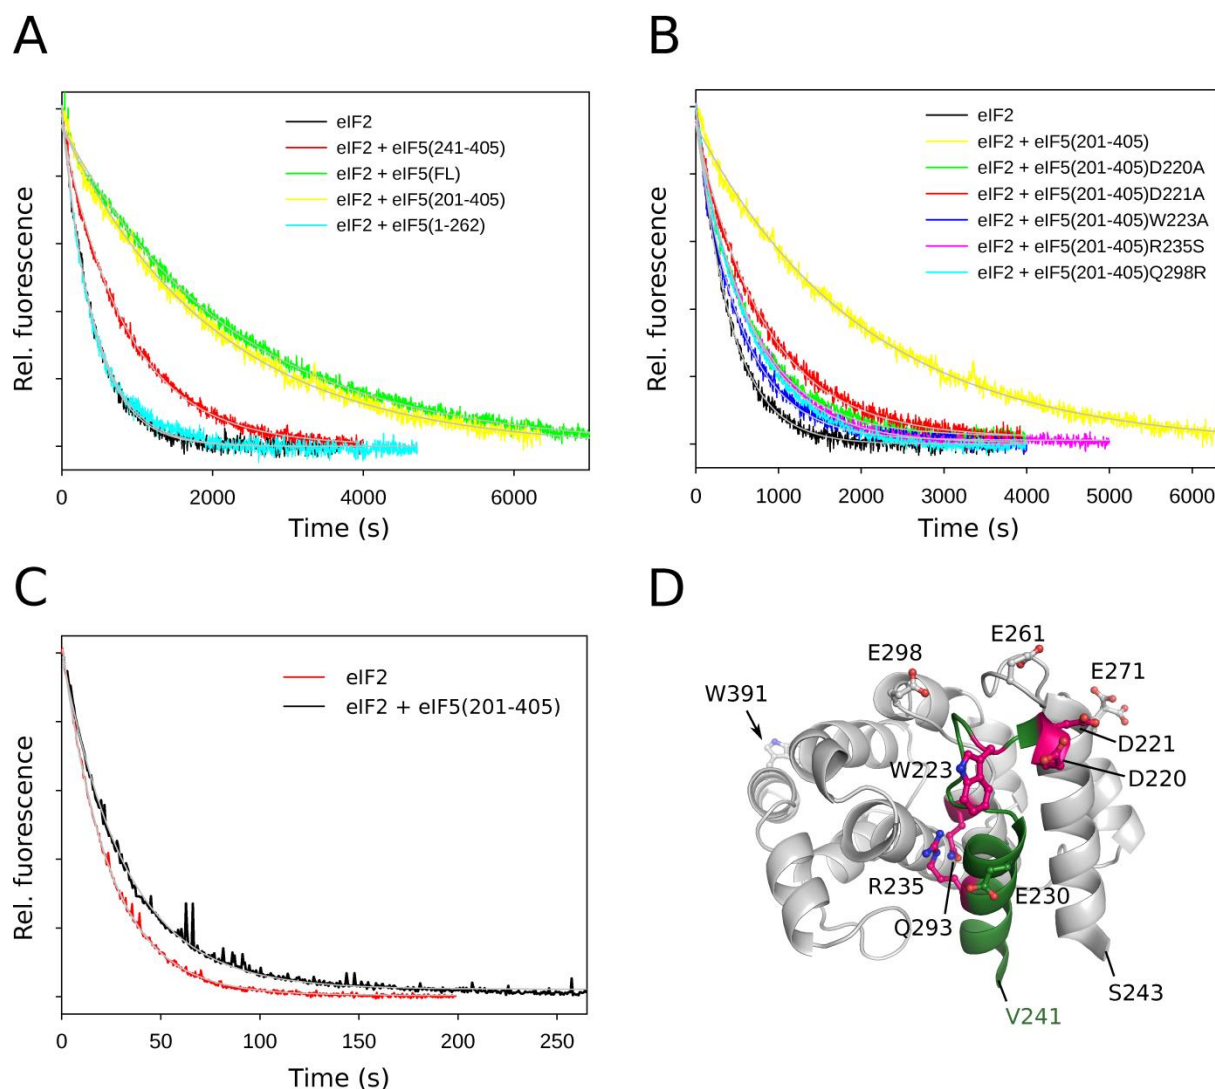 A
B
Rel. fuorescence
eIF2
eIF2 + eIF5(241-405)
eIF2 + eIF5(FL)
eIF2 + eIF5(201-405)
eIF2 + eIF5(1-262)
0
2000
4000
6000
Time (s)
Rel. fuorescence
eIF2
eIF2 + eIF5(201-405)
eIF2 + eIF5(201-405)D220A
eIF2 + eIF5(201-405)D221A
eIF2 + eIF5(201-405)W223A
eIF2 + eIF5(201-405)R235S
eIF2 + eIF5(201-405)Q298R
0
1000
2000
3000
4000
5000
6000
Time (s)
C
D
Rel. fuorescence
eIF2
eIF2 + eIF5(201-405)
0
50
100
150
200
250
Time (s)
E261
E298
E271
W391
D221
W223
D220
R235
E230
Q293
S243
V241